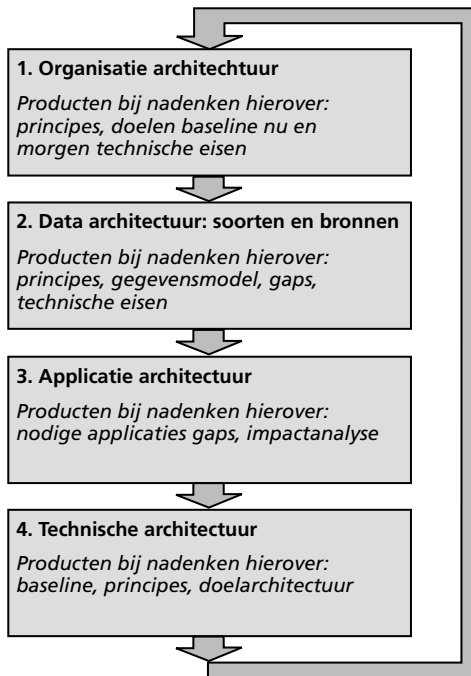 1. Organisatie architechtuur
Producten bij nadenken hierover:
principes, doelen baseline nu en
morgen technische eisen
2. Data architectuur: soorten en bronnen
Producten bij nadenken hierover:
principes, gegevensmodel, gaps,
technische eisen
3. Applicatie architectuur
Producten bij nadenken hierover:
nodige applicaties gaps, impactanalyse
4. Technische architectuur
Producten bij nadenken hierover:
baseline, principes, doelarchitectuur